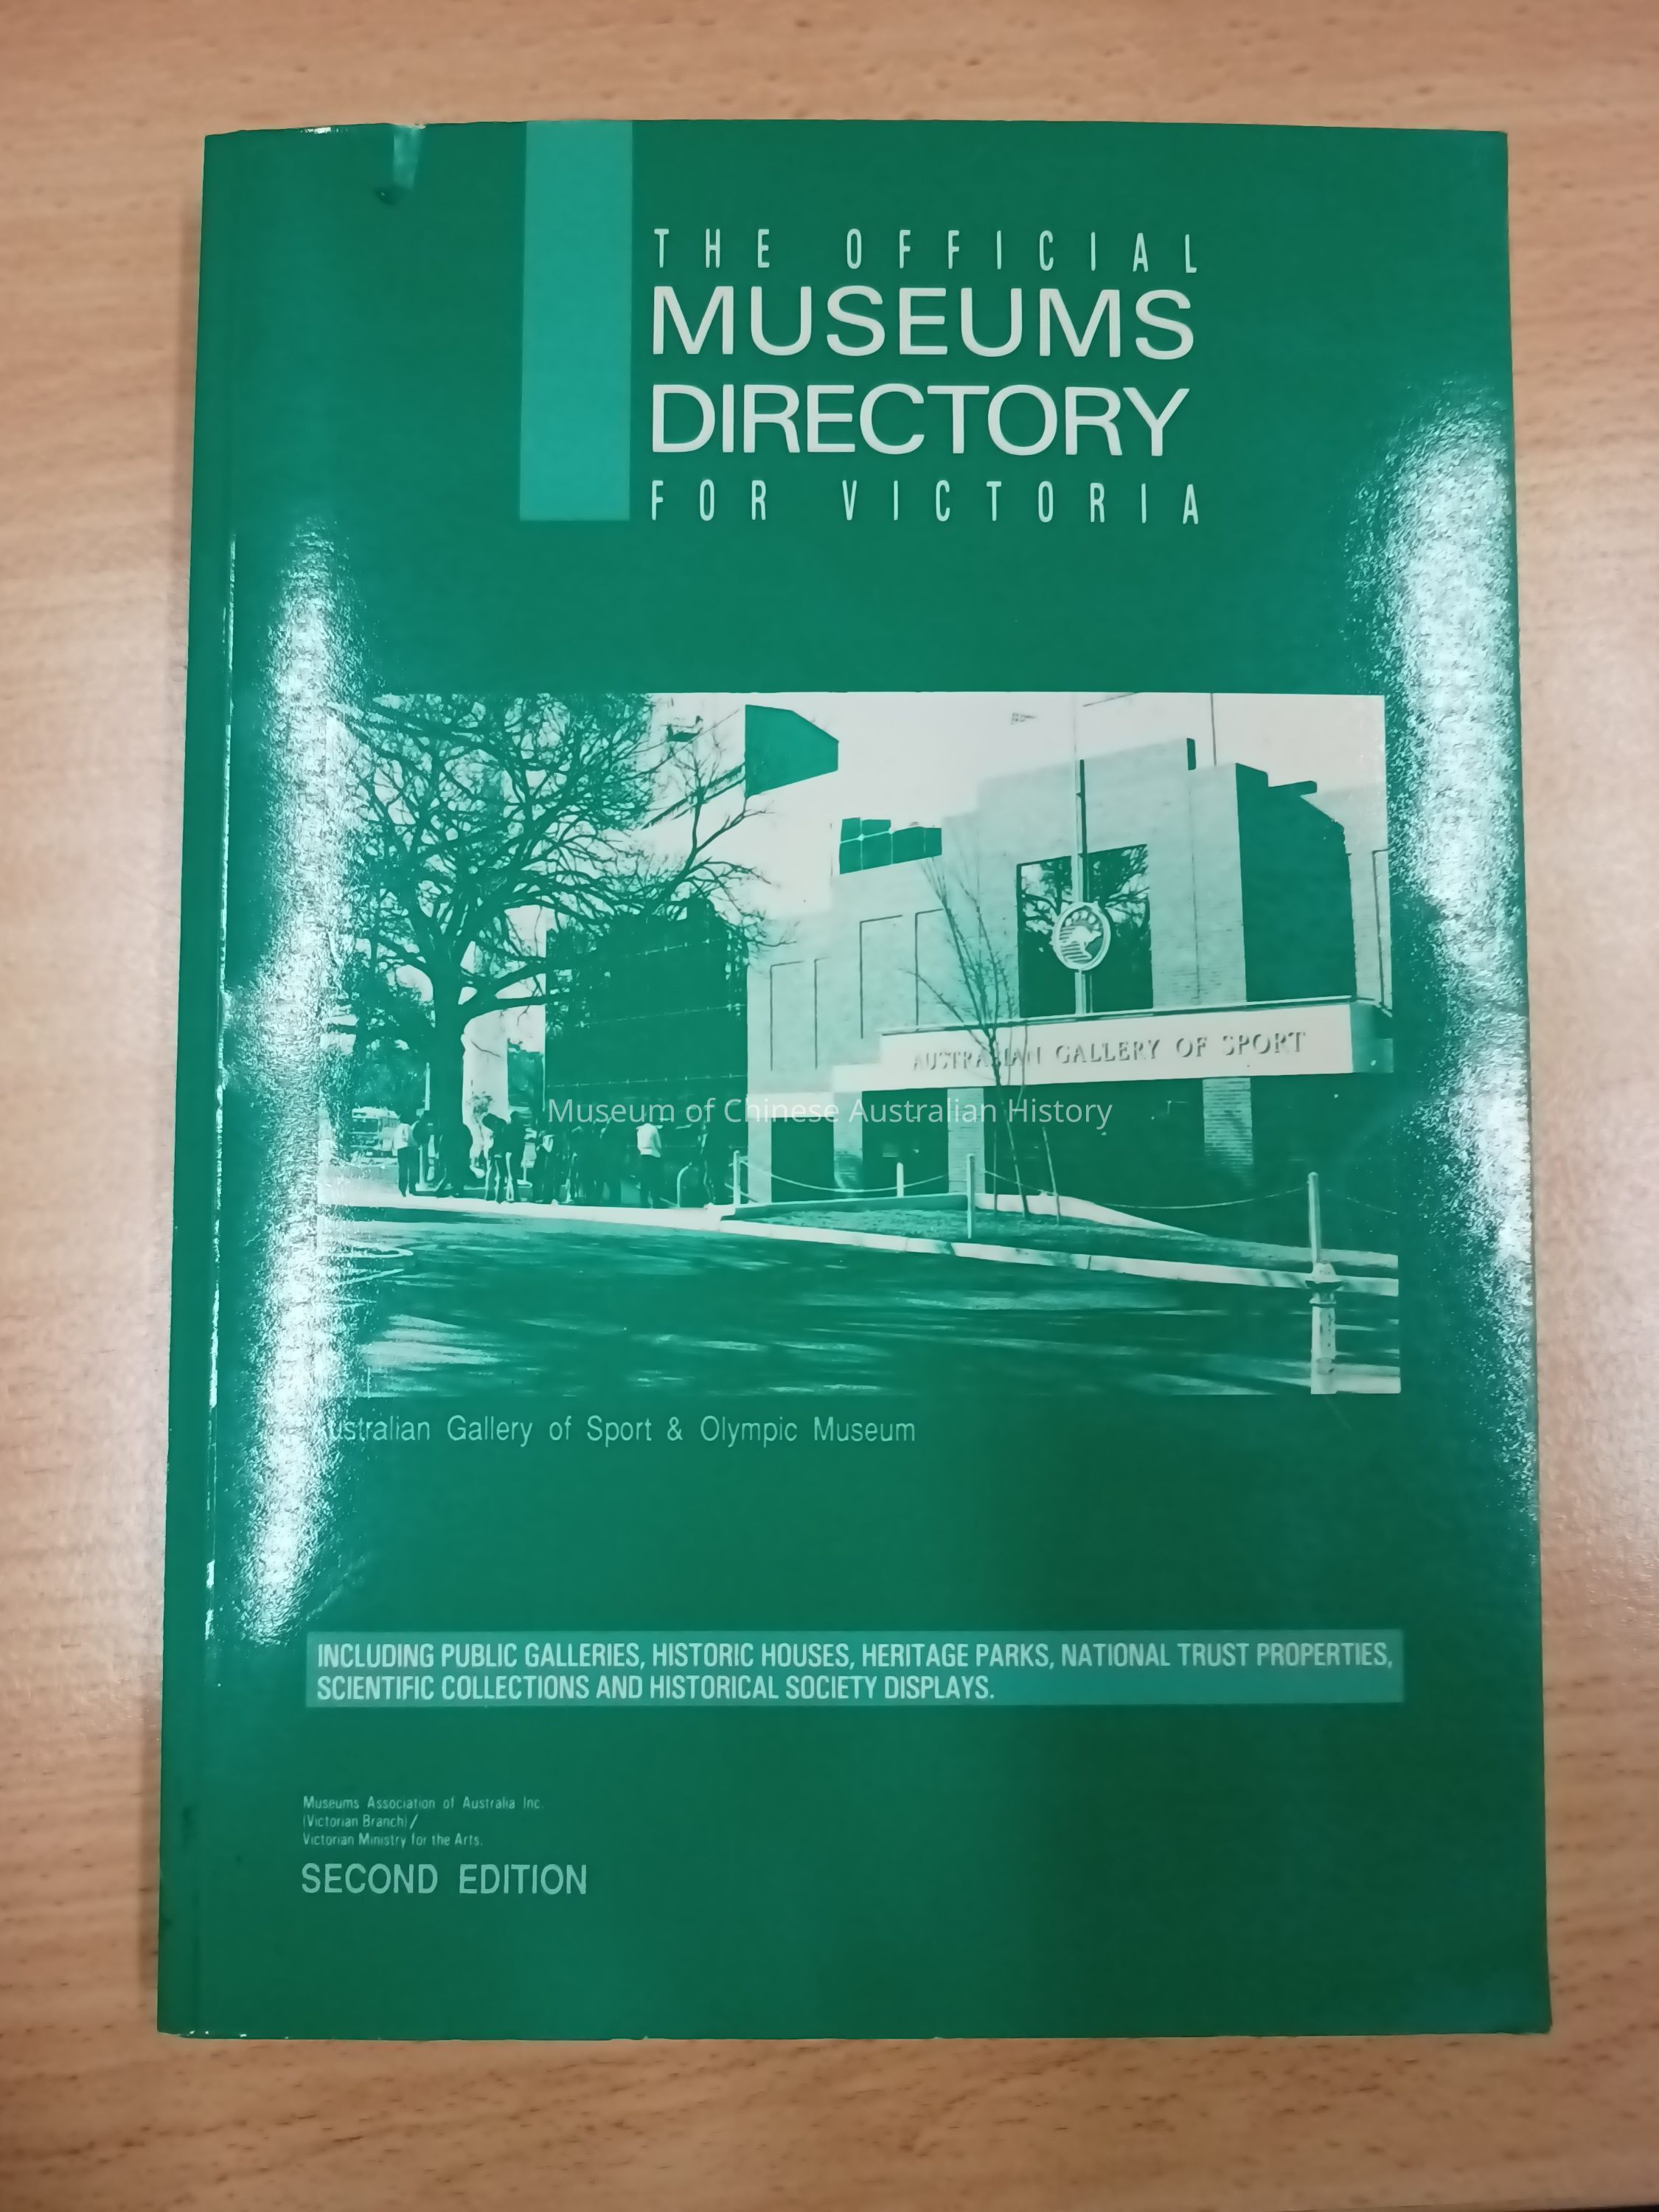 THE OFFICIAL
MUSEUMS
DIRECTORY
FOR VICTORIA
AUSTRALIAN GALLERY OF SPORT
Museum of Chinese Australian History
Australian Gallery of Sport & Olympic Museum
INCLUDING PUBLIC GALLERIES, HISTORIC HOUSES, HERITAGE PARKS, NATIONAL TRUST PROPERTIES,
SCIENTIFIC COLLECTIONS AND HISTORICAL SOCIETY DISPLAYS.
Museums Association of Australia Inc.
(Victorian Branch)/
Victorian Ministry for the Arts.
SECOND EDITION